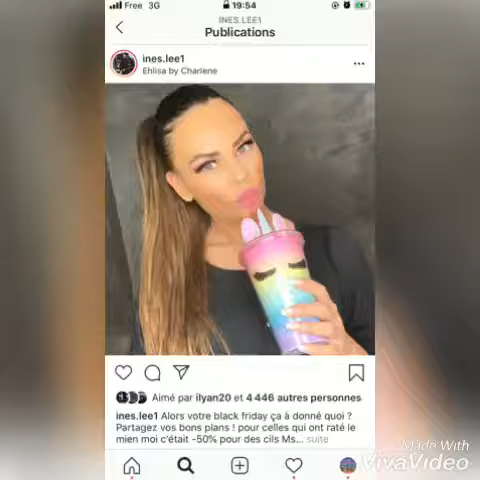 Free 3G 19:54
INES.LEE1
Publications
ines.lee1
Ehlisa by Charlene
Aimé par ilyan20 et 4 446 autres personnes
ines.lee1 Alors votre black friday ça à donné quoi ?
Partagez vos bons plans ! pour celles qui ont raté le
mien moi c'était -50% pour des cils Ms... suite
Made With
VivaVideo